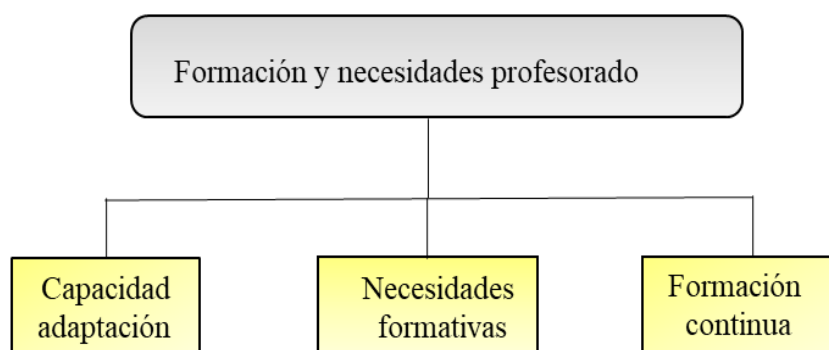 Formación y necesidades profesorado
Capacidad
adaptación
Necesidades
formativas
Formación
continua